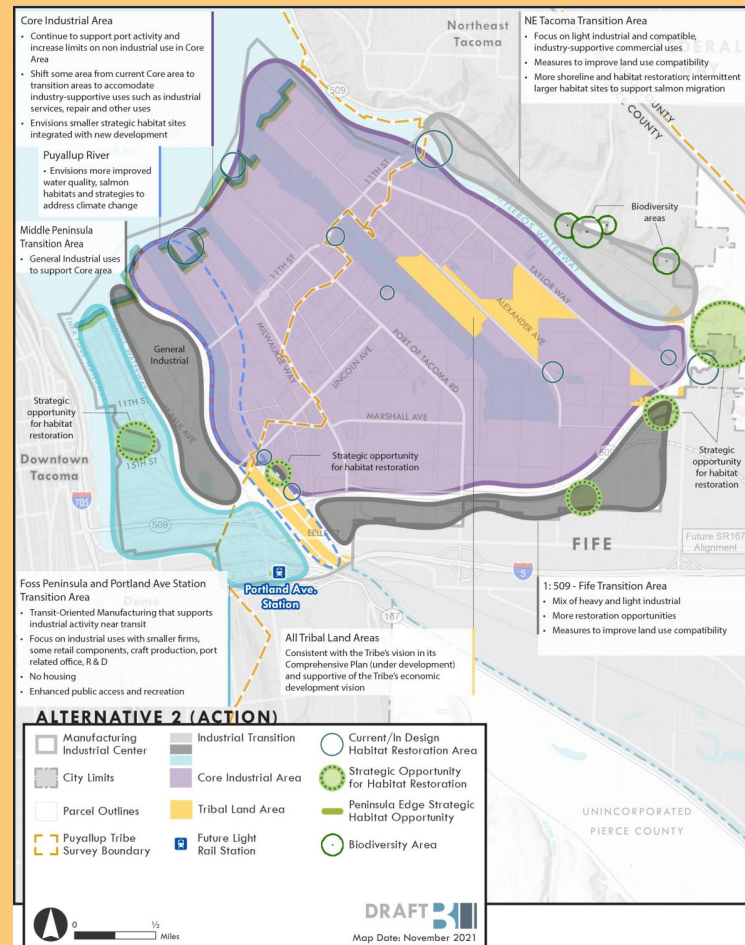 Core Industrial Area
• Continue to support port activity and
increase limits on non industrial use in Core
Area
• Shift some area from current Core area to
transition areas to accomodate
industry-supportive uses such as industrial
services, repair and other uses
• Envisions smaller strategic habitat sites
integrated with new development
Puyallup River
• Envisions more improved
water quality, salmon
habitats and strategies to
address climate change
Middle Peninsula
Transition Area
• General Industrial uses
to support Core area
Northeast
Tacoma
NE Tacoma Transition Area
• Focus on light industrial and compatible,
industry-supportive commercial uses
• Measures to improve land use compatibility
• More shoreline and habitat restoration; intermittent
larger habitat sites to support salmon migration
COUNTY
COUNTY
509
Biodiversity
areas
HYLEBOS WATERWAY
11TH ST.
11TH ST.
TAYLOR WAY
ALEXANDER AVE
MILWAUKEE WAY
LINCOLN AVE
PORT OF TACOMA RD
MARSHALL AVE
General
Industrial
Strategic
opportunity
for habitat
restoration
11TH ST
15TH ST
Downtown
Tacoma
705
509
Strategic opportunity
for habitat restoration
Strategic
opportunity
for habitat
restoration
509
FIFE
Future SR167
Alignment
5
167
Portland Ave.
Station
Dome
Foss Peninsula and Portland Ave Station
Transition Area
• Transit-Oriented Manufacturing that supports
industrial activity near transit
• Focus on industrial uses with smaller firms,
some retail components, craft production, port
related office, R & D
• No housing
• Enhanced public access and recreation
All Tribal Land Areas
Consistent with the Tribe's vision in its
Comprehensive Plan (under development)
and supportive of the Tribe's economic
development vision
1: 509 - Fife Transition Area
• Mix of heavy and light industrial
• More restoration opportunities
• Measures to improve land use compatibility
UNINCORPORATED
PIERCE COUNTY
ALTERNATIVE 2 (ACTION)
Manufacturing
Industrial Center
City Limits
Parcel Outlines
Puyallup Tribe
Survey Boundary
Industrial Transition
Core Industrial Area
Tribal Land Area
Future Light
Rail Station
Current/In Design
Habitat Restoration Area
Strategic Opportunity
for Habitat Restoration
Peninsula Edge Strategic
Habitat Opportunity
Biodiversity Area
0 ½
Miles
DRAFT
Map Date: November 2021